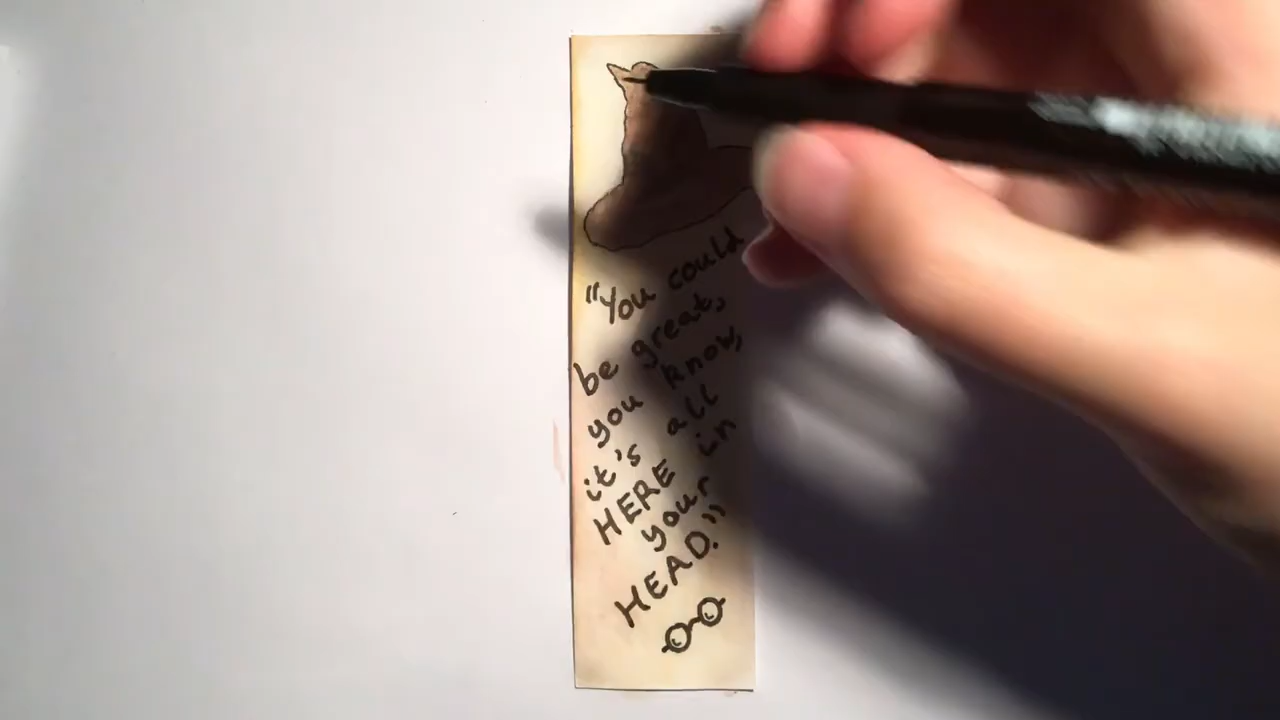 "You could
be great,
you know,
it's all
HERE in
your
HEAD."